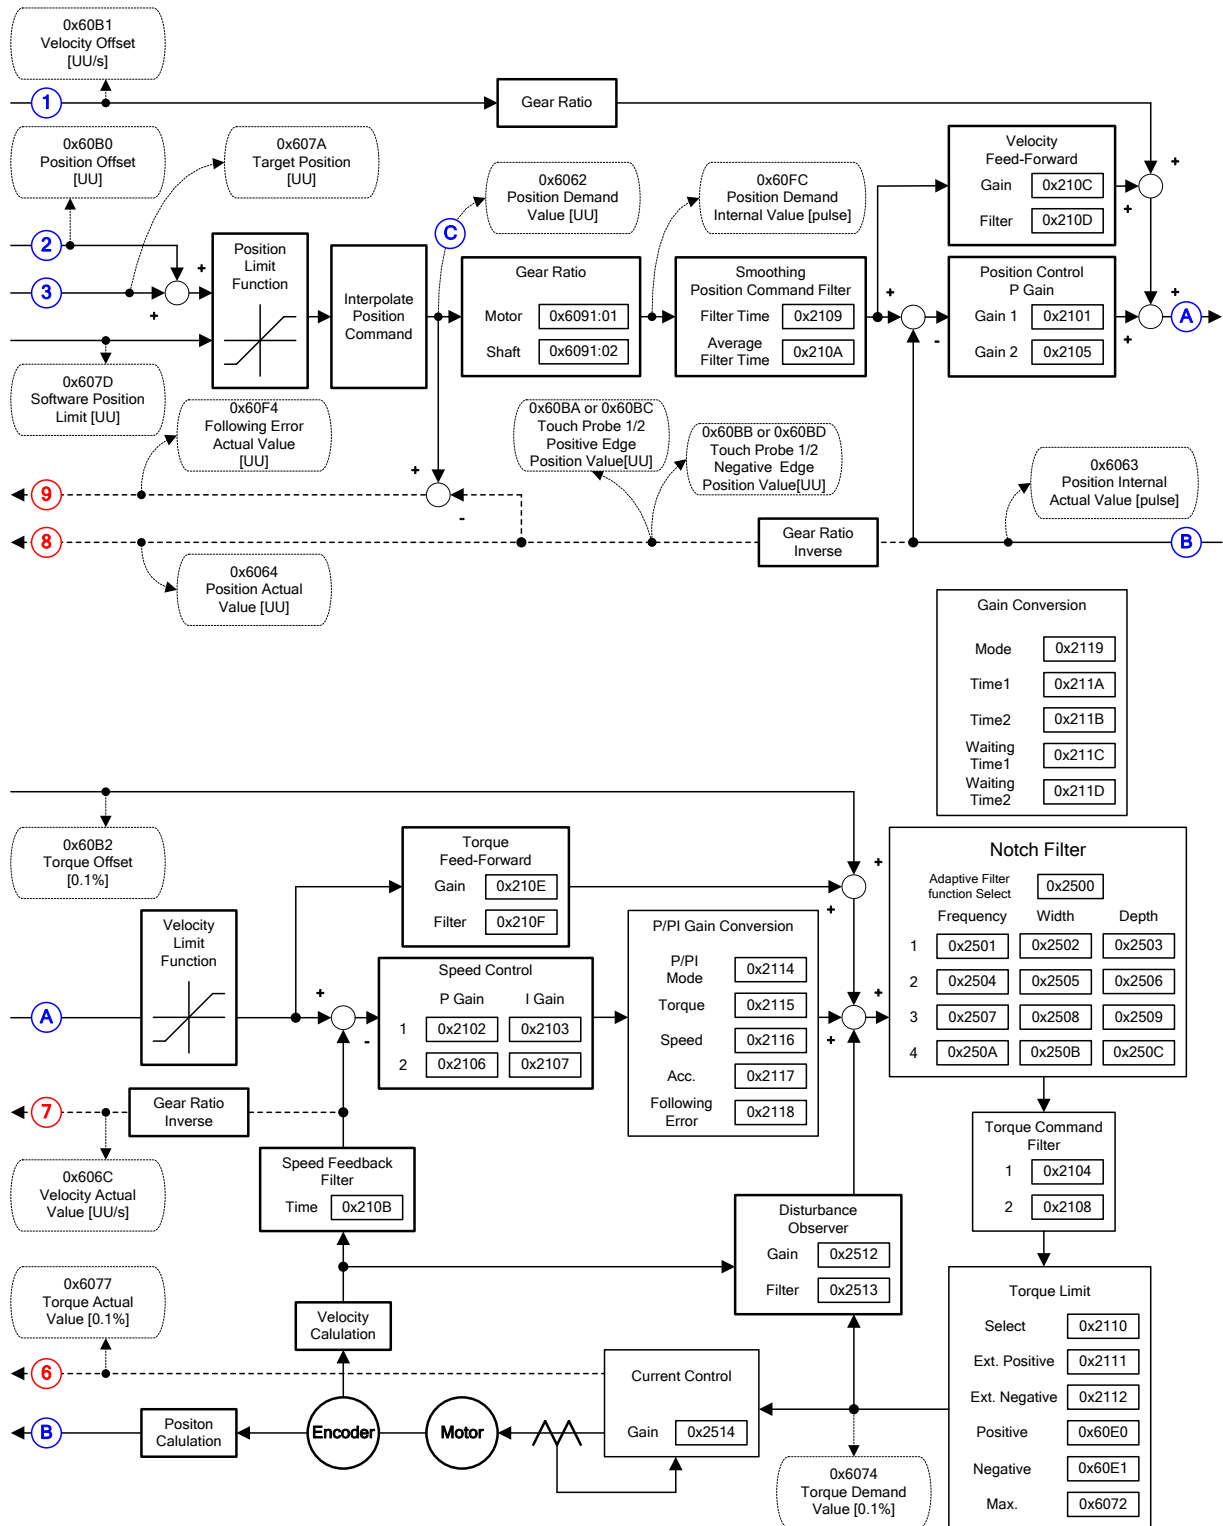 0x60B1
Velocity Offset
[UU/s]
1
Gear Ratio
0x60B0
Position Offset
[UU]
0x607A
Target Position
[UU]
0x6062
Position Demand
Value [UU]
0x60FC
Position Demand
Internal Value [pulse]
Velocity
Feed-Forward
Gain 0x210C
Filter 0x210D
+
+
2
3
+
+
Position
Limit
Function
Interpolate
Position
Command
C
Gear Ratio
Motor 0x6091:01
Shaft 0x6091:02
Smoothing
Position Command Filter
Filter Time 0x2109
Average
Filter Time 0x210A
+
-
Position Control
P Gain
Gain 1 0x2101
Gain 2 0x2105
+
+
A
0x607D
Software Position
Limit [UU]
0x60F4
Following Error
Actual Value
[UU]
0x60BA or 0x60BC
Touch Probe 1/2
Positive Edge
Position Value[UU]
0x60BB or 0x60BD
Touch Probe 1/2
Negative Edge
Position Value[UU]
0x6063
Position Internal
Actual Value [pulse]
9
+
-
8
Gear Ratio
Inverse
B
0x6064
Position Actual
Value [UU]
Gain Conversion
Mode 0x2119
Time1 0x211A
Time2 0x211B
Waiting
Time1 0x211C
Waiting
Time2 0x211D
0x60B2
Torque Offset
[0.1%]
Torque
Feed-Forward
Gain 0x210E
Filter 0x210F
+
+
Notch Filter
Adaptive Filter
function Select 0x2500
Frequency Width Depth
1 0x2501 0x2502 0x2503
2 0x2504 0x2505 0x2506
3 0x2507 0x2508 0x2509
4 0x250A 0x250B 0x250C
Velocity
Limit
Function
A
+
-
Speed Control
P Gain I Gain
1 0x2102 0x2103
2 0x2106 0x2107
P/PI Gain Conversion
P/PI
Mode 0x2114
Torque 0x2115
Speed 0x2116
Acc. 0x2117
Following
Error 0x2118
+
+
7
Gear Ratio
Inverse
0x606C
Velocity Actual
Value [UU/s]
Speed Feedback
Filter
Time 0x210B
Torque Command
Filter
1 0x2104
2 0x2108
Disturbance
Observer
Gain 0x2512
Filter 0x2513
0x6077
Torque Actual
Value [0.1%]
Velocity
Calulation
6
Current Control
Gain 0x2514
Torque Limit
Select 0x2110
Ext. Positive 0x2111
Ext. Negative 0x2112
Positive 0x60E0
Negative 0x60E1
Max. 0x6072
B
Positon
Calulation
Encoder
Motor
0x6074
Torque Demand
Value [0.1%]